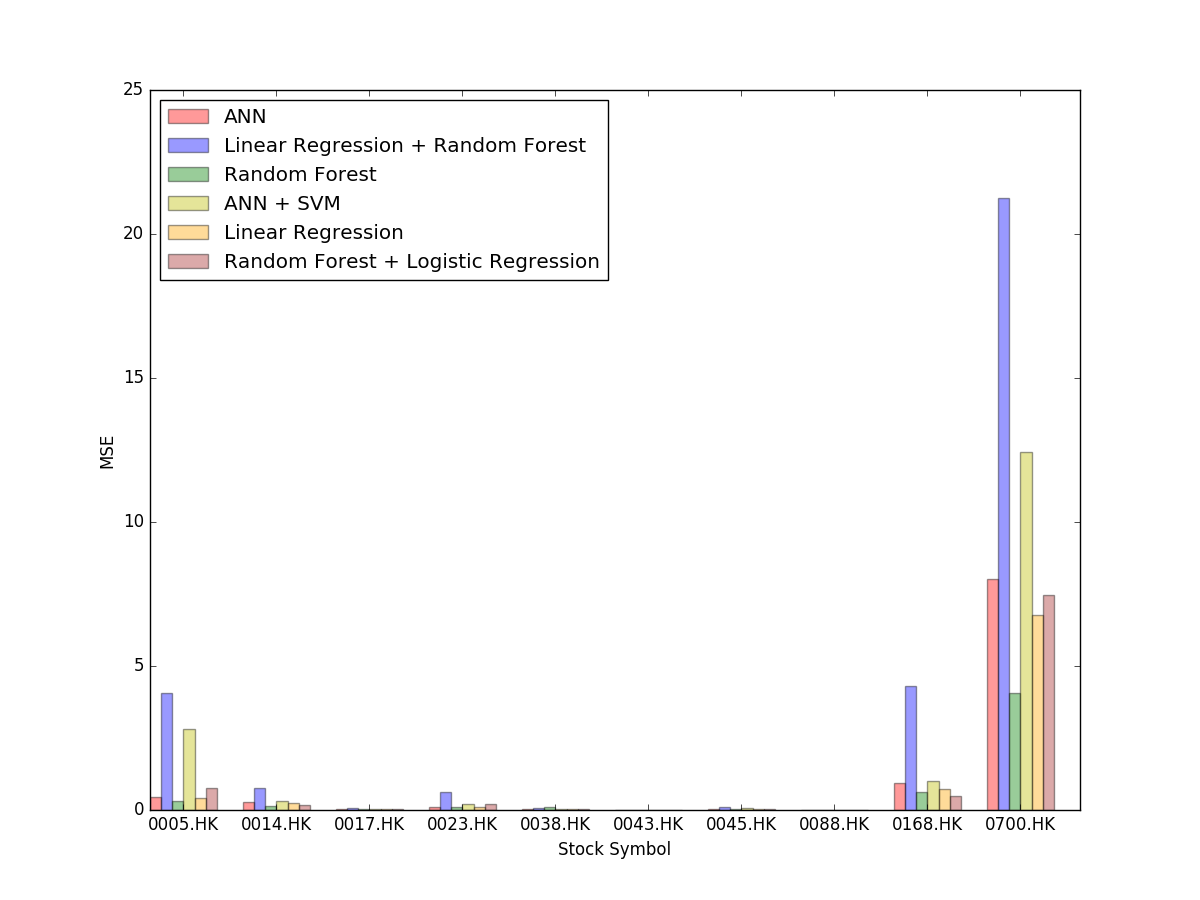 25
20
15
10
5
0
MSE
ANN
Linear Regression + Random Forest
Random Forest
ANN + SVM
Linear Regression
Random Forest + Logistic Regression
0005.HK 0014.HK 0017.HK 0023.HK 0038.HK 0043.HK 0045.HK 0088.HK 0168.HK 0700.HK
Stock Symbol